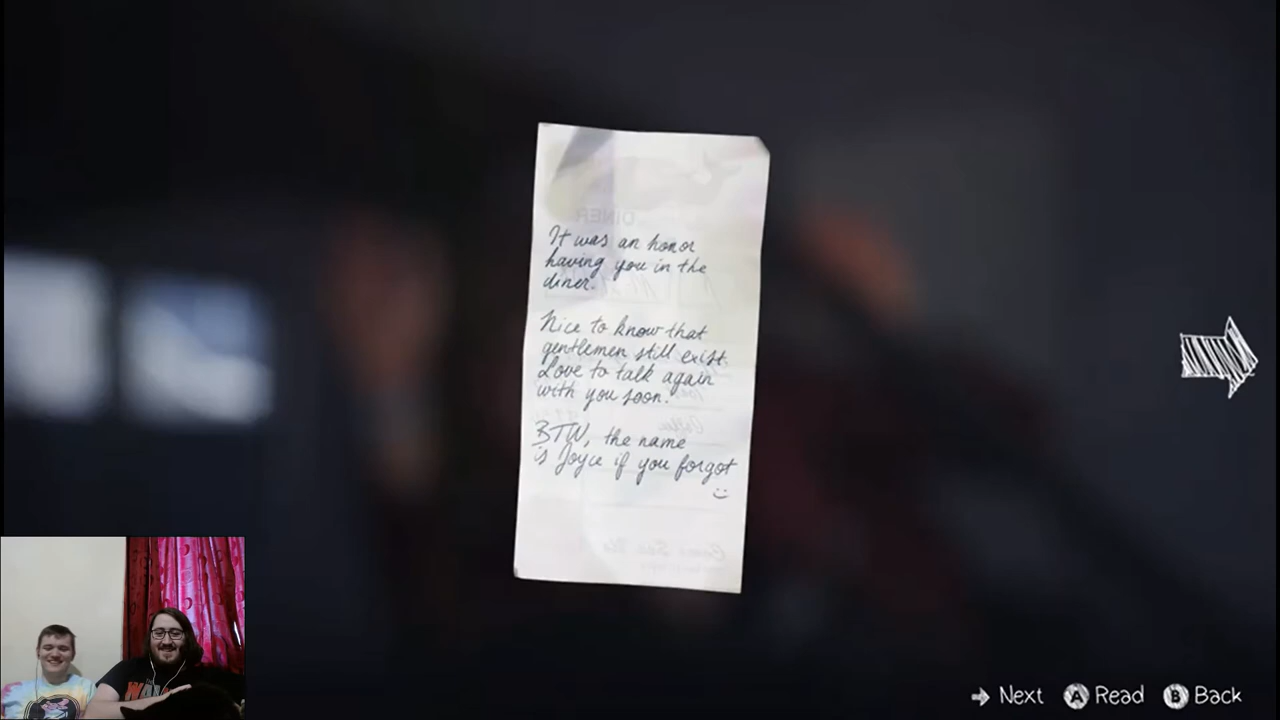 DINER
It was an honor
having you in the
diner.
Nice to know that
gentlemen still exist.
Love to talk again
with you soon.
BTW, the name
is Joyce if you forgot
:)
Next
A Read
B Back